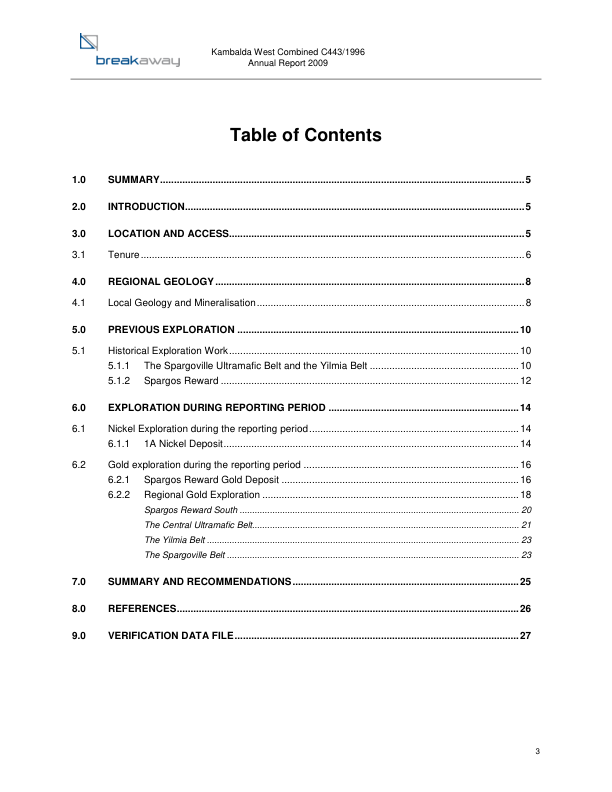 breakaway
Kambalda West Combined C443/1996
Annual Report 2009
Table of Contents
1.0 SUMMARY 5
2.0 INTRODUCTION 5
3.0 LOCATION AND ACCESS 5
3.1 Tenure 6
4.0 REGIONAL GEOLOGY 8
4.1 Local Geology and Mineralisation 8
5.0 PREVIOUS EXPLORATION 10
5.1 Historical Exploration Work 10
5.1.1 The Spargoville Ultramafic Belt and the Yilmia Belt 10
5.1.2 Spargos Reward 12
6.0 EXPLORATION DURING REPORTING PERIOD 14
6.1 Nickel Exploration during the reporting period 14
6.1.1 1A Nickel Deposit 14
6.2 Gold exploration during the reporting period 16
6.2.1 Spargos Reward Gold Deposit 16
6.2.2 Regional Gold Exploration 18
Spargos Reward South 20
The Central Ultramafic Belt 21
The Yilmia Belt 23
The Spargoville Belt 23
7.0 SUMMARY AND RECOMMENDATIONS 25
8.0 REFERENCES 26
9.0 VERIFICATION DATA FILE 27
3